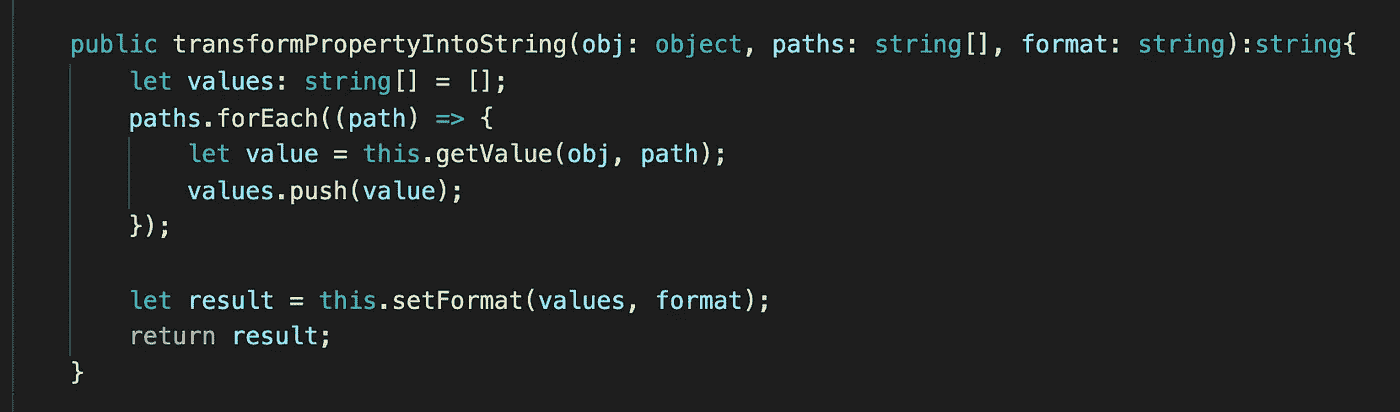 public transformPropertyIntoString(obj: object, paths: string[], format: string):string{
let values: string[] = [];
paths.forEach((path) => {
let value = this.getValue(obj, path);
values.push(value);
});
let result = this.setFormat(values, format);
return result;
}